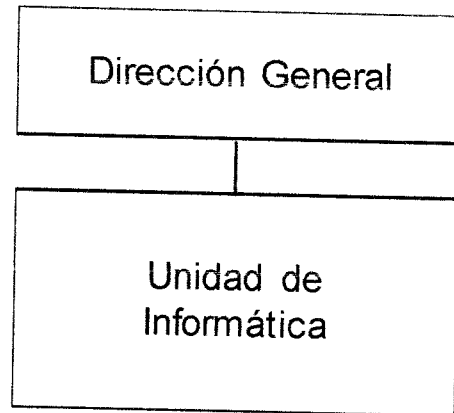 Dirección General
Unidad de
Informática